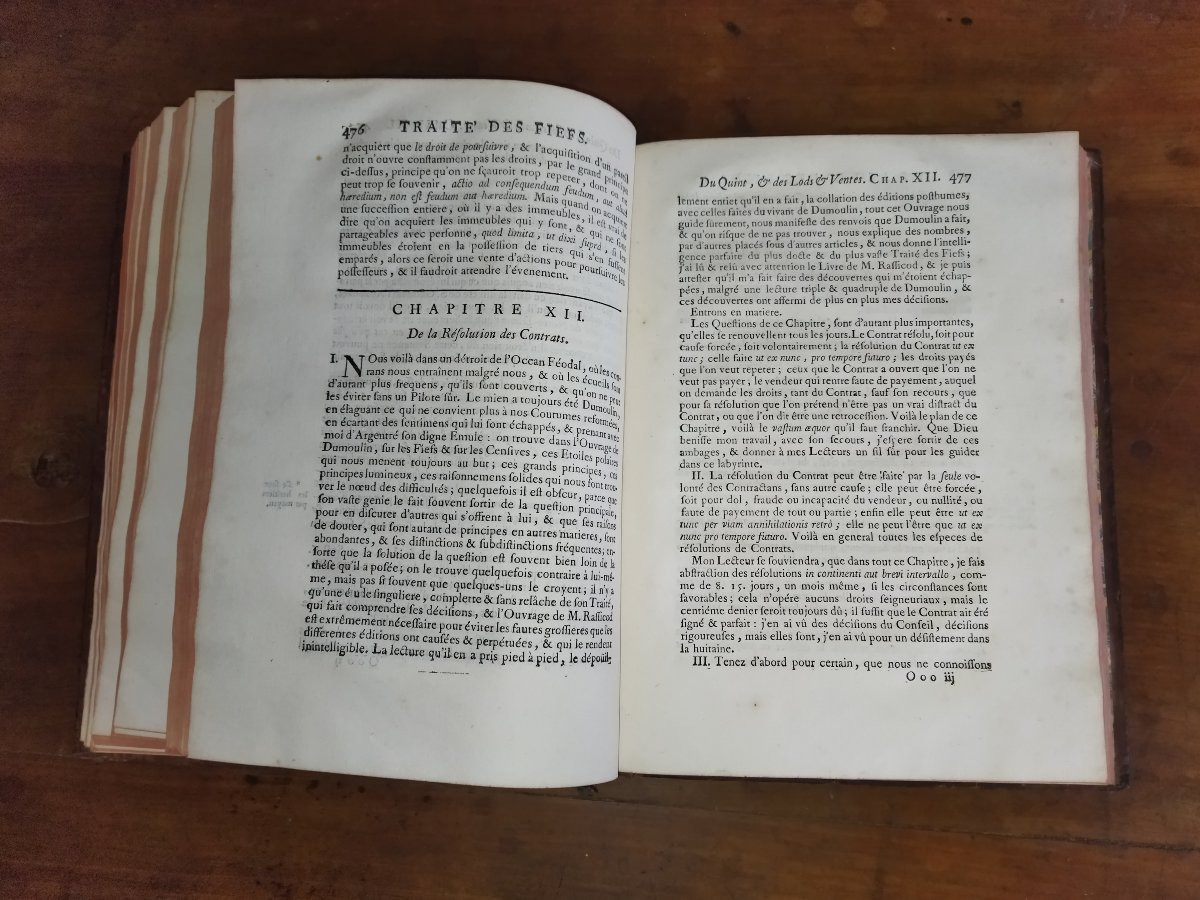 476 TRAITE' DES FIEFS.
n'acquiert que le droit de poursuivre, & l'acquisition d'un pareil
droit n'ouvre constamment pas les droits, par le grand principe
ci-dessus, principe qu'on ne sçauroit trop repeter, dont on ne
peut trop se souvenir, actio ad consequendum feudum, aut aliud
hæredium, non est feudum aut hæredium. Mais quand on acquiert
une succession entiere, où il y a des immeubles, il est vrai de
dire qu'on acquiert les immeubles qui y sont, & qui ne sont
partageables avec personne, quod limita, ut dixi suprà, si les
immeubles étoient en la possession de tiers qui s'en fussent
emparés, alors ce seroit une vente d'actions pour poursuivre les
possesseurs, & il faudroit attendre l'évenement.
CHAPITRE XII.
De la Résolution des Contrats.
I. NOus voilà dans un détroit de l'Occan Féodal, où les cou-
rans nous entraînent malgré nous, & où les écueils sont
d'autant plus frequens, qu'ils sont couverts, & qu'on ne peut
les éviter sans un Pilote sûr. Le mien a toujours été Dumoulin,
en élaguant ce qui ne convient plus à nos Coutumes reformées,
en écartant des sentimens qui lui sont échappés, & prenant avec
moi d'Argentré son digne Émule : on trouve dans l'Ouvrage de
Dumoulin, sur les Fiefs & sur les Censives, ces Etoiles polaires
qui nous menent toujours au but; ces grands principes, ces
principes lumineux, ces raisonnemens solides qui nous font trou-
ver le nœud des difficultés; quelquefois il est obscur, parce que
son vaste genie le fait souvent sortir de la question principale,
pour en discuter d'autres qui s'offrent à lui, & que ses raisons
de douter, qui sont autant de principes en autres matieres, sont
abondantes, & ses distinctions & subdistinctions fréquentes; en
sorte que la solution de la question est souvent bien loin de la
thése qu'il a posée; on le trouve quelquefois contraire à lui-mê-
me, mais pas si souvent que quelques-uns le croyent; il n'y a
qu'une étude singuliere, complette & sans relâche de son Traité,
qui fait comprendre ses décisions, & l'Ouvrage de M. Rassicod
est extrêmement nécessaire pour éviter les fautes grossieres que les
différentes éditions ont causées & perpétuées, & qui le rendent
inintelligible. La lecture qu'il en a pris pied à pied, le dépouil-
Du Quint, & des Lods & Ventes. CHAP. XII. 477
lement entiet qu'il en a fait, la collation des éditions posthumes,
avec celles faites du vivant de Dumoulin, tout cet Ouvrage nous
guide surement, nous manifeste des renvois que Dumoulin a fait,
& qu'on risque de ne pas trouver, nous explique des nombres,
par d'autres placés sous d'autres articles, & nous donne l'intelli-
gence parfaite du plus docte & du plus vaste Traité des Fiefs;
j'ai lû & relû avec attention le Livre de M. Rassicod, & je puis
attester qu'il m'a fait faire des découvertes qui m'étoient échap-
pées, malgré une lecture triple & quadruple de Dumoulin, &
ces découvertes ont affermi de plus en plus mes décisions.
Entrons en matiere.
Les Questions de ce Chapitre, sont d'autant plus importantes,
qu'elles se renouvellent tous les jours. Le Contrat résolu, soit pour
cause forcée, soit volontairement; la résolution du Contrat ut ex
tunc; celle faite ut ex nunc, pro tempore futuro; les droits payés
que l'on veut repeter; ceux que le Contrat a ouvert que l'on ne
veut pas payer; le vendeur qui rentre faute de payement, auquel
on demande les droits, tant du Contrat, sauf son recours, que
pour sa résolution que l'on prétend n'être pas un vrai distract du
Contrat, ou que l'on dit être une retrocession. Voilà le plan de ce
Chapitre, voilà le vastum æquor qu'il faut franchir. Que Dieu
benisse mon travail, avec son secours, j'espere sortir de ces
ambages, & donner à mes Lecteurs un fil sûr pour les guider
dans ce labyrinte.
II. La résolution du Contrat peut être faite par la seule vo-
lonté des Contractans, sans autre cause; elle peut être forcée,
soit pour dol, fraude ou incapacité du vendeur, ou nullité, ou
faute de payement de tout ou partie; enfin elle peut être ut ex
tunc per viam annihilationis retrò; elle ne peut l'être que ut ex
nunc pro tempore futuro. Voilà en general toutes les especes de
résolutions de Contrats.
Mon Lecteur se souviendra, que dans tout ce Chapitre, je fais
abstraction des résolutions in continenti aut brevi intervallo, com-
me de 8. 15. jours, un mois même, si les circonstances sont
favorables; cela n'opére aucuns droits seigneuriaux, mais le
centiéme denier seroit toujours dû; il suffit que le Contrat ait été
signé & parfait : j'en ai vû des décisions du Conseil, décisions
rigoureuses, mais elles sont, j'en ai vû pour un désistement dans
la huitaine.
III. Tenez d'abord pour certain, que nous ne connoissons
Ooo iij